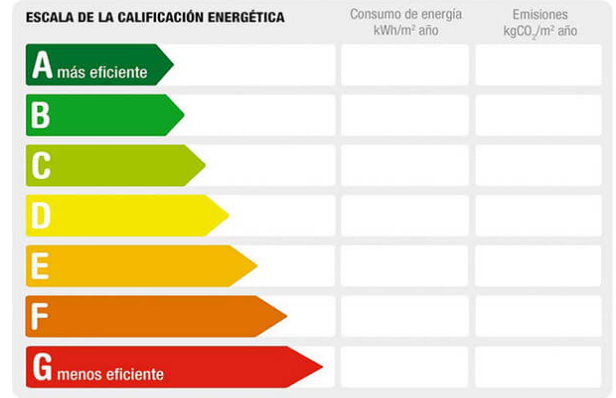 ESCALA DE LA CALIFICACIÓN ENERGÉTICA
Consumo de energía
kWh/m² año
Emisiones
kgCO₂/m² año
A más eficiente
B
C
D
E
F
G menos eficiente